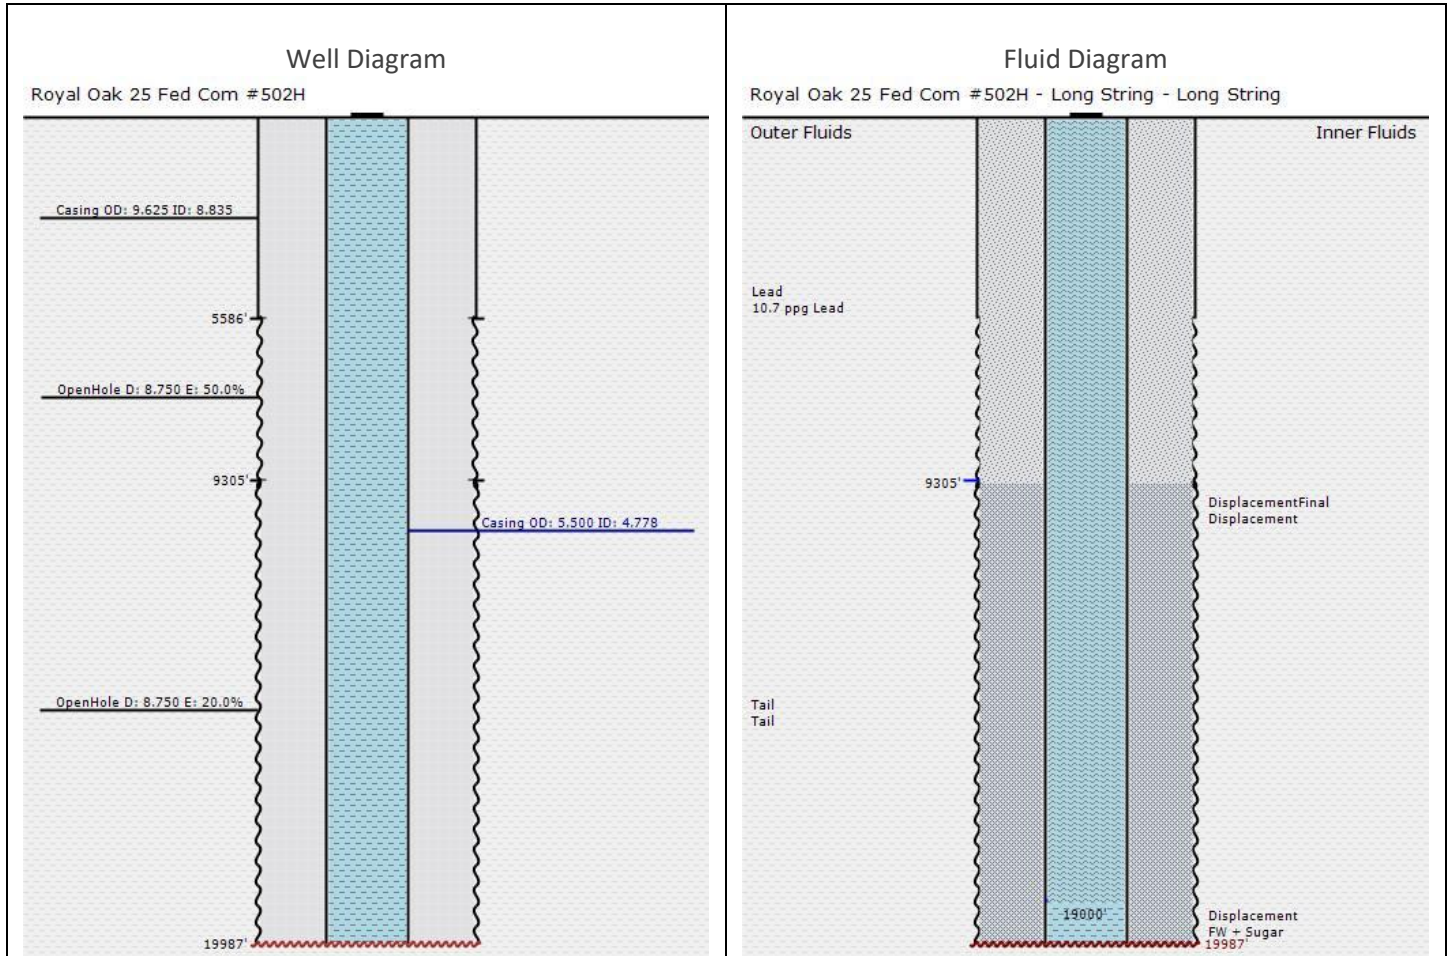 Well Diagram
Royal Oak 25 Fed Com #502H
Casing OD: 9.625 ID: 8.835
5586'
OpenHole D: 8.750 E: 50.0%
9305'
Casing OD: 5.500 ID: 4.778
OpenHole D: 8.750 E: 20.0%
19987'
Fluid Diagram
Royal Oak 25 Fed Com #502H - Long String - Long String
Outer Fluids
Inner Fluids
Lead
10.7 ppg Lead
9305'
DisplacementFinal
Displacement
Tail
Tail
19000'
Displacement
FW + Sugar
19987'